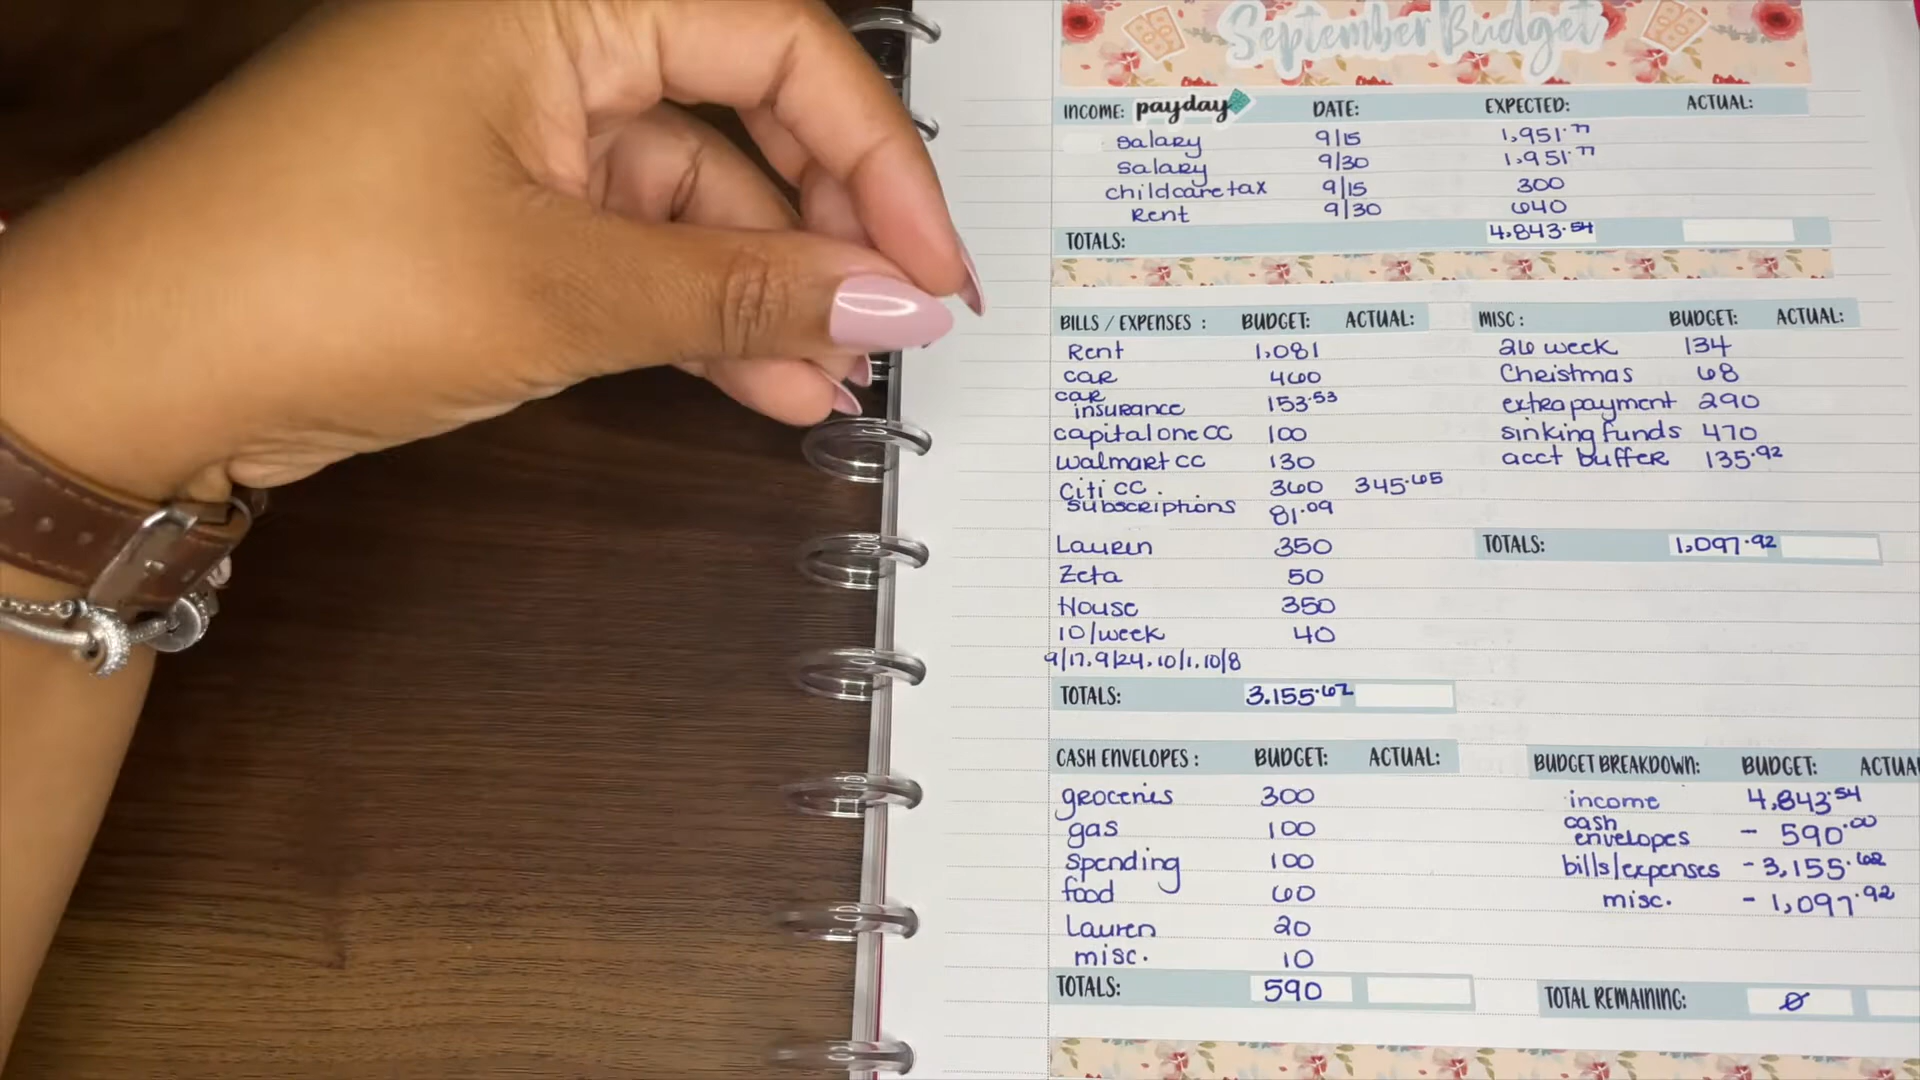 September Budget
INCOME: payday DATE: EXPECTED: ACTUAL:
salary 9/15 1,951.77
salary 9/30 1,951.77
childcare tax 9/15 300
Rent 9/30 640
TOTALS: 4,843.54
BILLS / EXPENSES : BUDGET: ACTUAL:
Rent 1,081
car 460
car
insurance 153.53
capital one CC 100
walmart CC 130
Citi CC. 360 345.65
subscriptions 81.09
Lauren 350
Zeta 50
House 350
10/week 40
9/17, 9/24, 10/1, 10/8
TOTALS: 3,155.62
MISC : BUDGET: ACTUAL:
26 week 134
Christmas 68
extra payment 290
sinking funds 470
acct buffer 135.92
TOTALS: 1,097.92
CASH ENVELOPES : BUDGET: ACTUAL:
groceries 300
gas 100
spending 100
food 60
Lauren 20
misc. 10
TOTALS: 590
BUDGET BREAKDOWN: BUDGET: ACTUA
income 4,843.54
cash
envelopes - 590.00
bills/expenses - 3,155.62
misc. - 1,097.92
TOTAL REMAINING: Ø